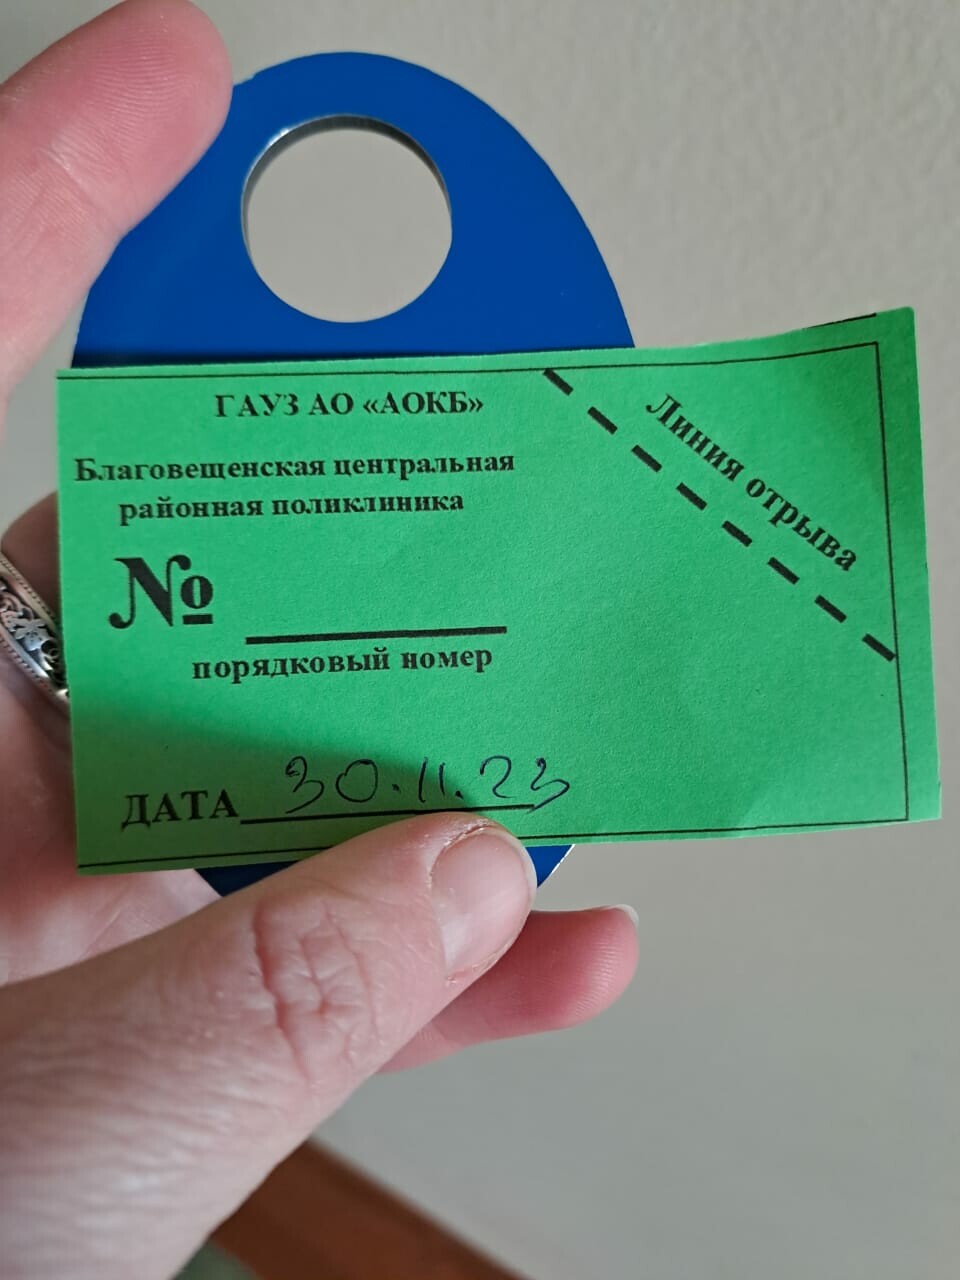 ГАУЗ АО «АОКБ»
Благовещенская центральная
районная поликлиника
Линия отрыва
№
порядковый номер
ДАТА 30.11.23